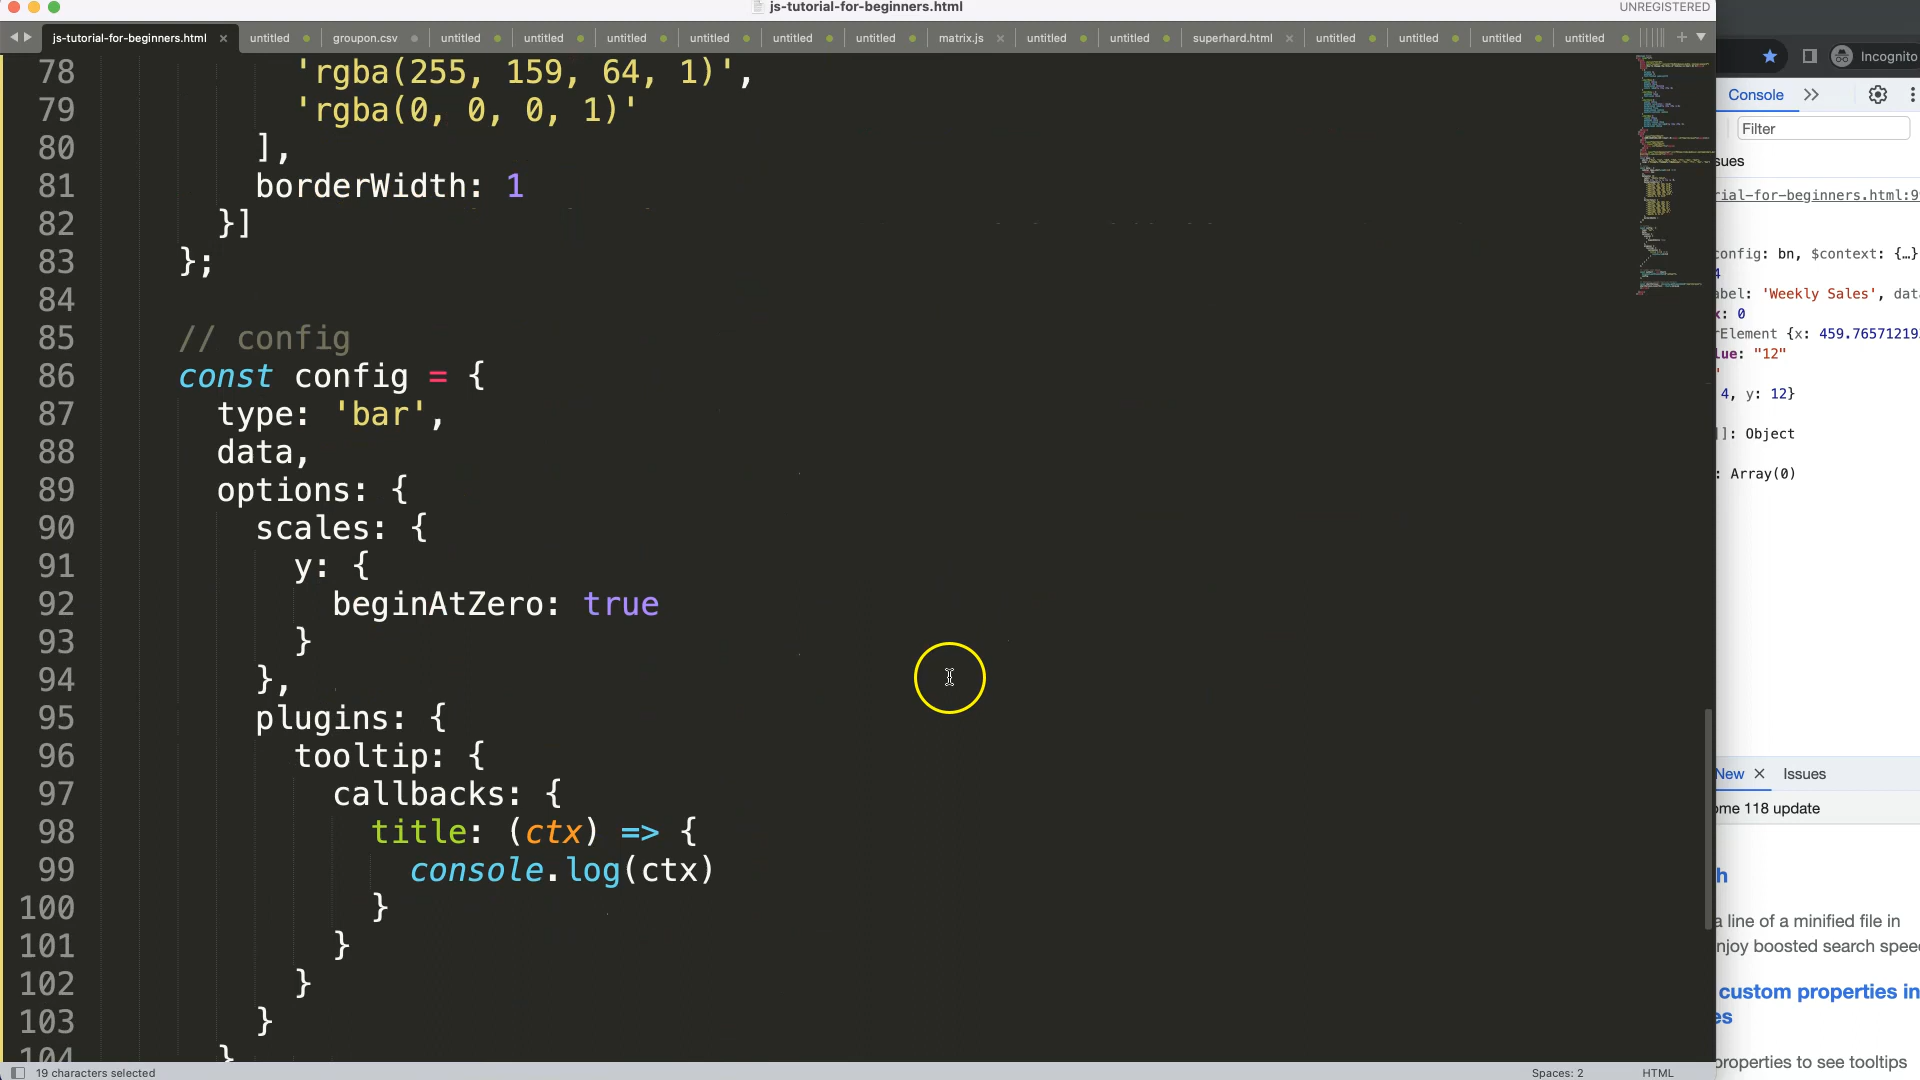 js-tutorial-for-beginners.html
UNREGISTERED
js-tutorial-for-beginners.html untitled groupon.csv untitled untitled untitled untitled untitled untitled matrix.js untitled untitled superhard.html untitled untitled untitled untitled
78 'rgba(255, 159, 64, 1)',
79 'rgba(0, 0, 0, 1)'
80 ],
81 borderWidth: 1
82 }]
83 };
84
85 // config
86 const config = {
87 type: 'bar',
88 data,
89 options: {
90 scales: {
91 y: {
92 beginAtZero: true
93 }
94 },
95 plugins: {
96 tooltip: {
97 callbacks: {
98 title: (ctx) => {
99 console.log(ctx)
100 }
101 }
102 }
103 }
104 }
19 characters selected
Spaces: 2
HTML
Incognito
Console
Filter
sues
rial-for-beginners.html:9
config: bn, $context: {…}
4
abel: 'Weekly Sales', dat
x: 0
rElement {x: 459.76571219
lue: "12"
4, y: 12}
]]: Object
: Array(0)
New
Issues
ome 118 update
h
a line of a minified file in
njoy boosted search spee
custom properties in
es
properties to see tooltips